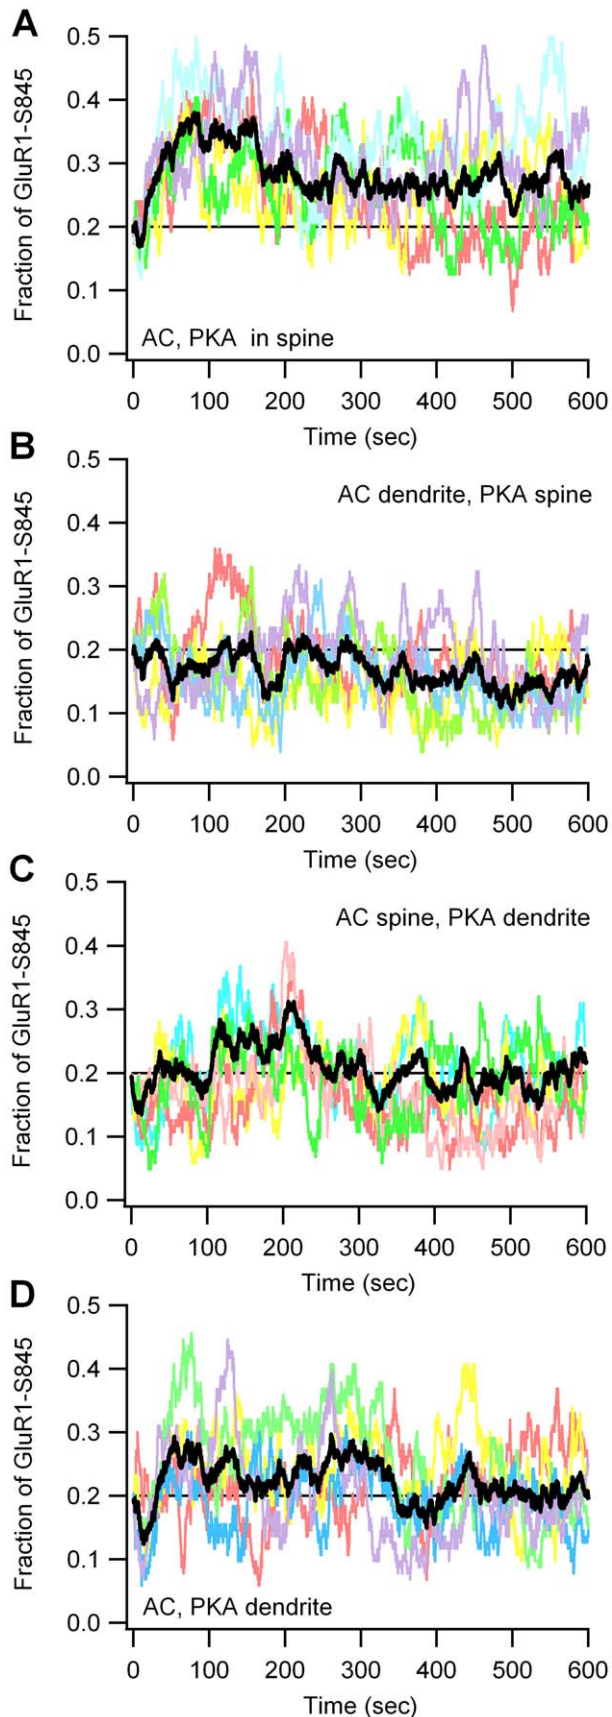 A
0.5
0.4
0.3
0.2
0.1
0.0
Fraction of GluR1-S845
AC, PKA in spine
0 100 200 300 400 500 600
Time (sec)
B
0.5
0.4
0.3
0.2
0.1
0.0
Fraction of GluR1-S845
AC dendrite, PKA spine
0 100 200 300 400 500 600
Time (sec)
C
0.5
0.4
0.3
0.2
0.1
0.0
Fraction of GluR1-S845
AC spine, PKA dendrite
0 100 200 300 400 500 600
Time (sec)
D
0.5
0.4
0.3
0.2
0.1
0.0
Fraction of GluR1-S845
AC, PKA dendrite
0 100 200 300 400 500 600
Time (sec)